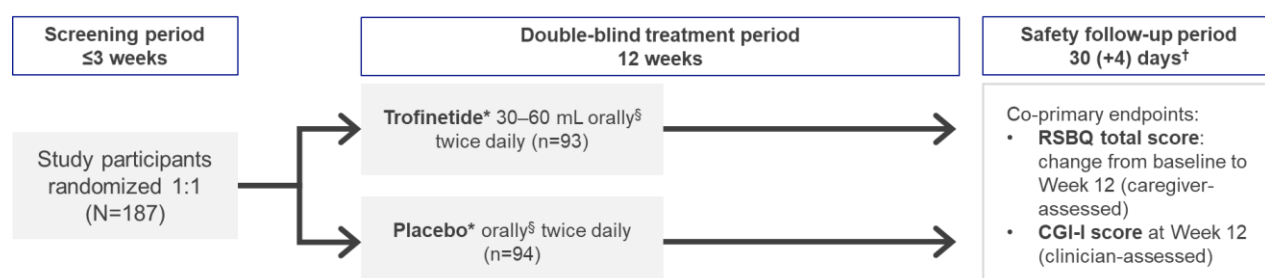 Screening period
≤3 weeks
Double-blind treatment period
12 weeks
Safety follow-up period
30 (+4) days†
Study participants
randomized 1:1
(N=187)
Trofinetide* 30–60 mL orally§
twice daily (n=93)
Placebo* orally§ twice daily
(n=94)
Co-primary endpoints:
• RSBQ total score:
change from baseline to
Week 12 (caregiver-
assessed)
• CGI-I score at Week 12
(clinician-assessed)